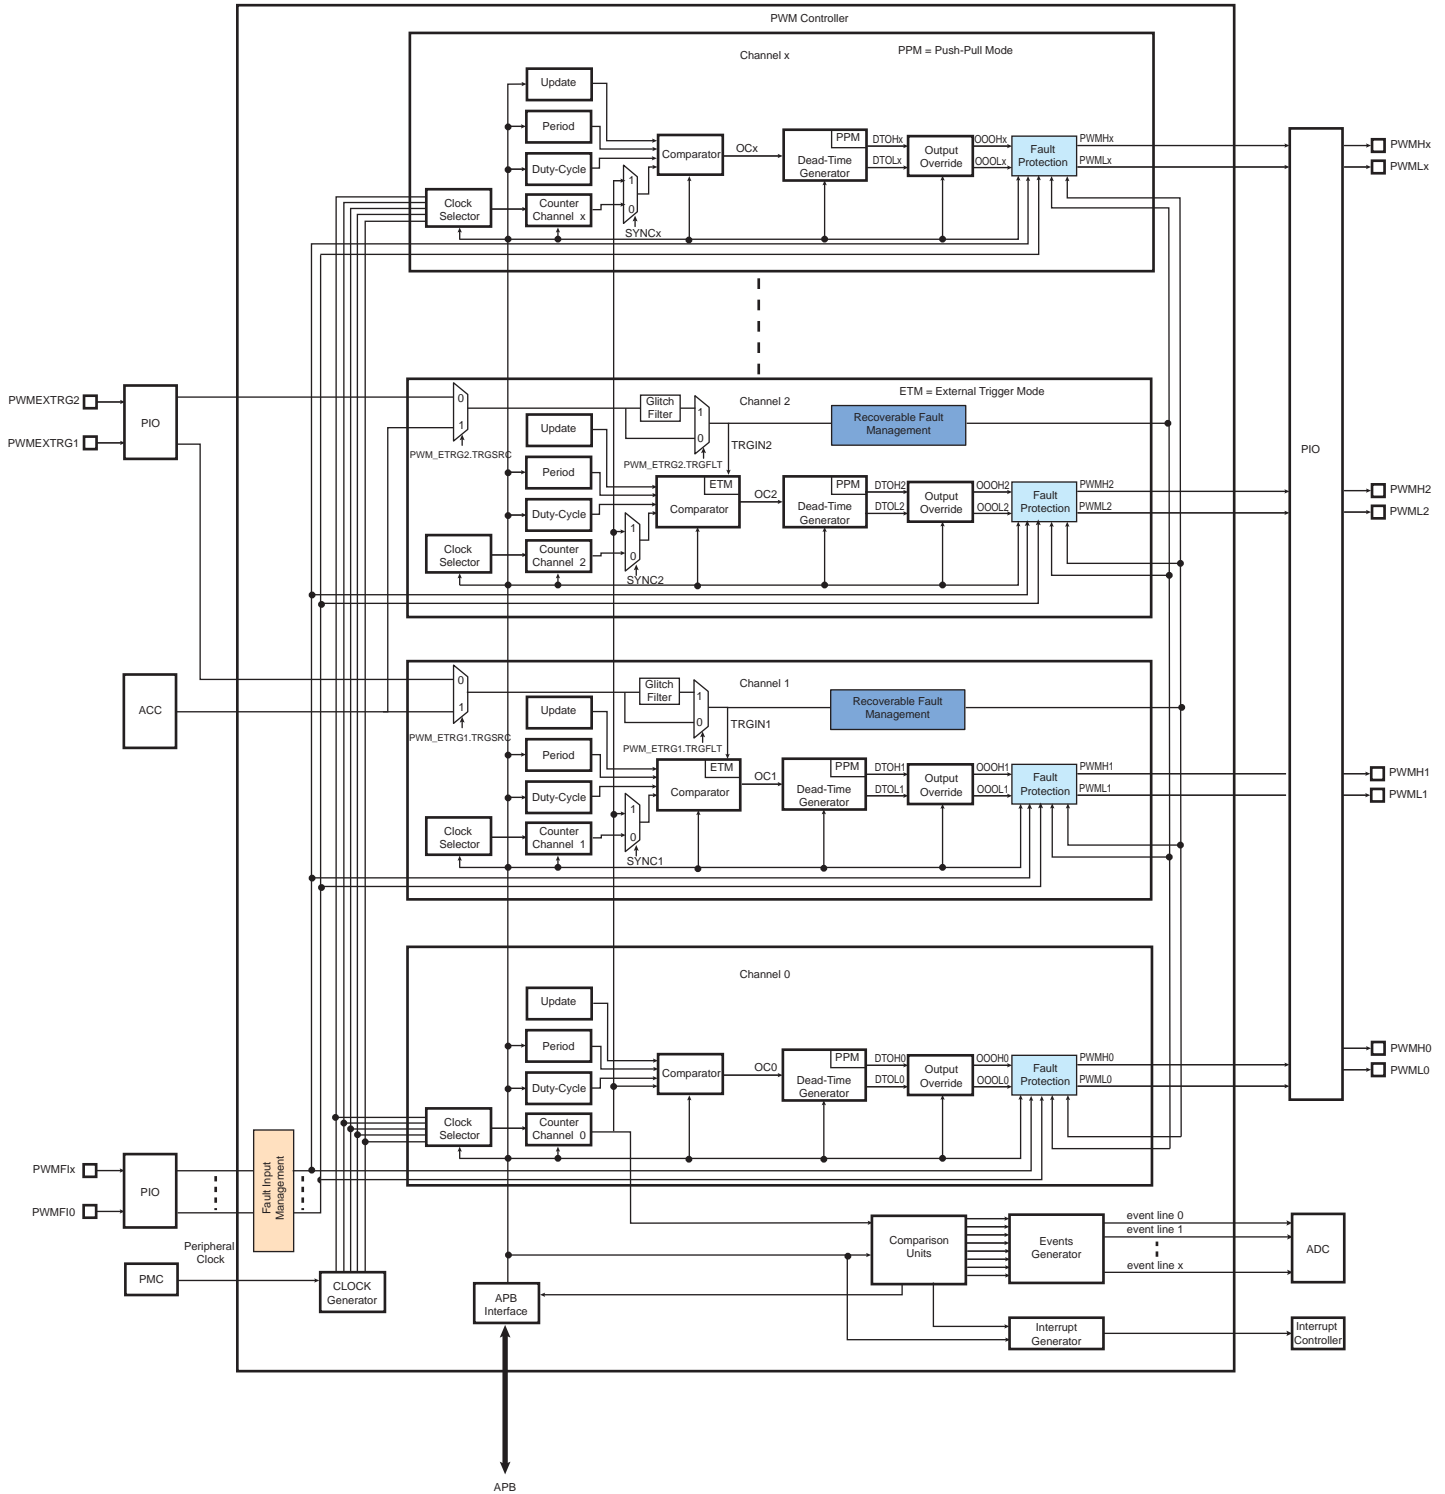 PWM Controller
Channel x
PPM = Push-Pull Mode
Update
Period
Duty-Cycle
Clock
Selector
Counter
Channel x
1
0
SYNCx
Comparator
OCx
PPM
Dead-Time
Generator
DTOHx
DTOLx
Output
Override
OOOHx
OOOLx
Fault
Protection
PWMHx
PWMLx
PWMHx
PWMLx
PWMEXTRG2
PWMEXTRG1
PIO
0
1
PWM_ETRG2.TRGSRC
Glitch
Filter
1
0
PWM_ETRG2.TRGFLT
Channel 2
ETM = External Trigger Mode
TRGIN2
Recoverable Fault
Management
Update
Period
Duty-Cycle
Clock
Selector
Counter
Channel 2
1
0
SYNC2
ETM
Comparator
OC2
PPM
Dead-Time
Generator
DTOH2
DTOL2
Output
Override
OOOH2
OOOL2
Fault
Protection
PWMH2
PWML2
PIO
PWMH2
PWML2
ACC
0
1
PWM_ETRG1.TRGSRC
Glitch
Filter
1
0
PWM_ETRG1.TRGFLT
Channel 1
TRGIN1
Recoverable Fault
Management
Update
Period
Duty-Cycle
Clock
Selector
Counter
Channel 1
1
0
SYNC1
ETM
Comparator
OC1
PPM
Dead-Time
Generator
DTOH1
DTOL1
Output
Override
OOOH1
OOOL1
Fault
Protection
PWMH1
PWML1
PWMH1
PWML1
Channel 0
Update
Period
Duty-Cycle
Clock
Selector
Counter
Channel 0
Comparator
OC0
PPM
Dead-Time
Generator
DTOH0
DTOL0
Output
Override
OOOH0
OOOL0
Fault
Protection
PWMH0
PWML0
PWMH0
PWML0
PWMFIx
PWMFI0
PIO
Fault Input
Management
Peripheral
Clock
PMC
CLOCK
Generator
APB
Interface
APB
Comparison
Units
Events
Generator
event line 0
event line 1
event line x
ADC
Interrupt
Generator
Interrupt
Controller